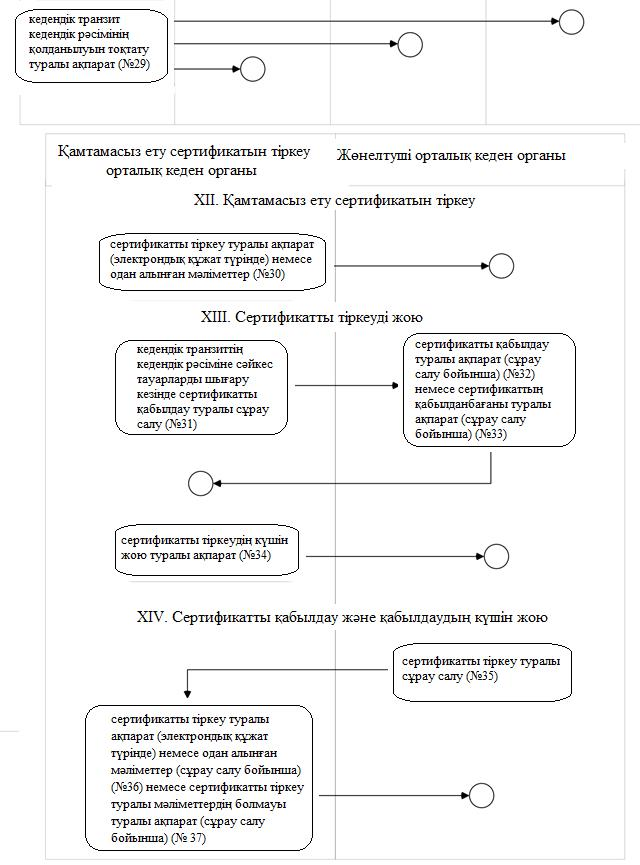 кедендік транзит
кедендік рәсімінің
қолданылуын тоқтату
туралы ақпарат (№29)
Қамтамасыз ету сертификатын тіркеу
орталық кеден органы
Жөнелтуші орталық кеден органы
XII. Қамтамасыз ету сертификатын тіркеу
сертификатты тіркеу туралы ақпарат
(электрондық құжат түрінде) немесе
одан алынған мәліметтер (№30)
XIII. Сертификатты тіркеуді жою
кедендік транзиттің
кедендік рәсіміне сәйкес
тауарларды шығару
кезінде сертификатты
қабылдау туралы сұрау
салу (№31)
сертификатты қабылдау
туралы ақпарат (сұрау
салу бойынша) (№32)
немесе сертификаттың
қабылданбағаны туралы
ақпарат (сұрау салу
бойынша) (№33)
сертификатты тіркеудің күшін
жою туралы ақпарат (№34)
XIV. Сертификатты қабылдау және қабылдаудың күшін жою
сертификатты тіркеу туралы
сұрау салу (№35)
сертификатты тіркеу туралы
ақпарат (электрондық құжат
түрінде) немесе одан алынған
мәліметтер (сұрау салу бойынша)
(№36) немесе сертификатты тіркеу
туралы мәліметтердің болмауы
туралы ақпарат (сұрау салу
бойынша) (№ 37)